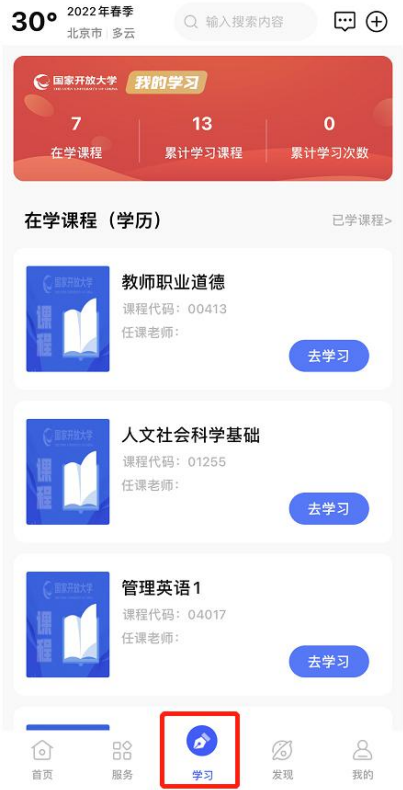 30° 2022年春季
北京市 | 多云
输入搜索内容
国家开放大学 我的学习
7 13 0
在学课程 累计学习课程 累计学习次数
在学课程（学历） 已学课程>
国家开放大学
课程
教师职业道德
课程代码：00413
任课老师：
去学习
国家开放大学
课程
人文社会科学基础
课程代码：01255
任课老师：
去学习
国家开放大学
课程
管理英语1
课程代码：04017
任课老师：
去学习
首页 服务 学习 发现 我的